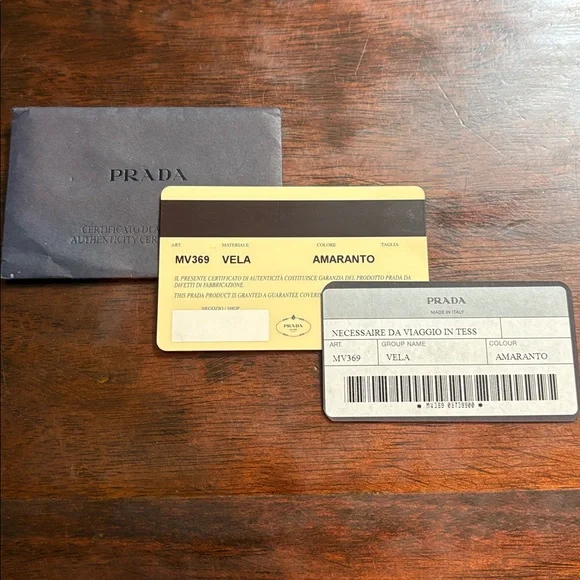 PRADA
CERTIFICATO DI
AUTHENTICITY
ART. MATERIALE COLORE TAGLIA
MV369 VELA AMARANTO
IL PRESENTE CERTIFICATO DI AUTENTICITÀ COSTITUISCE GARANZIA DEL PRODOTTO PRADA DA
DIFETTI DI FABBRICAZIONE.
THIS PRADA PRODUCT IS GRANTED A GUARANTEE
NEGOZIO / SHOP
PRADA
PRADA
MADE IN ITALY
NECESSAIRE DA VIAGGIO IN TESS
ART. GROUP NAME COLOUR
MV369 VELA AMARANTO